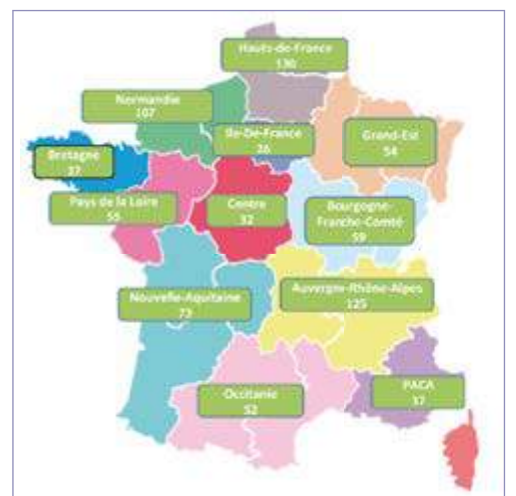 Hauts-de-France
130
Normandie
107
Ile-De-France
26
Grand-Est
54
Bretagne
37
Pays de la Loire
55
Centre
32
Bourgogne-
Franche-Comté
59
Nouvelle-Aquitaine
73
Auvergne-Rhône-Alpes
125
Occitanie
52
PACA
37